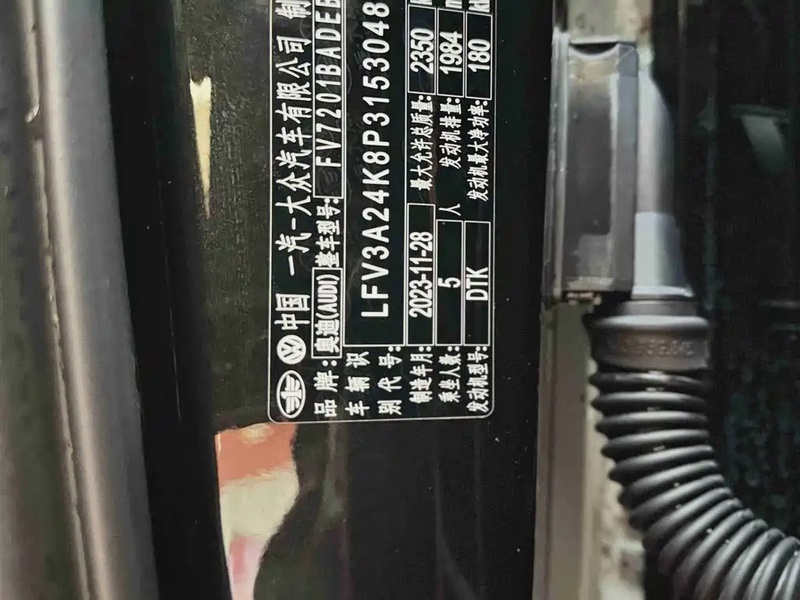 中国 一汽-大众汽车有限公司 制
品牌:奥迪(AUDI) 整车型号: FV7201BADEB
车辆识别代号: LFV3A24K8P3153048
制造年月: 2023-11-28 最大允许总质量: 2350
乘坐人数: 5 人 发动机排量: 1984
发动机型号: DTK 发动机最大净功率: 180